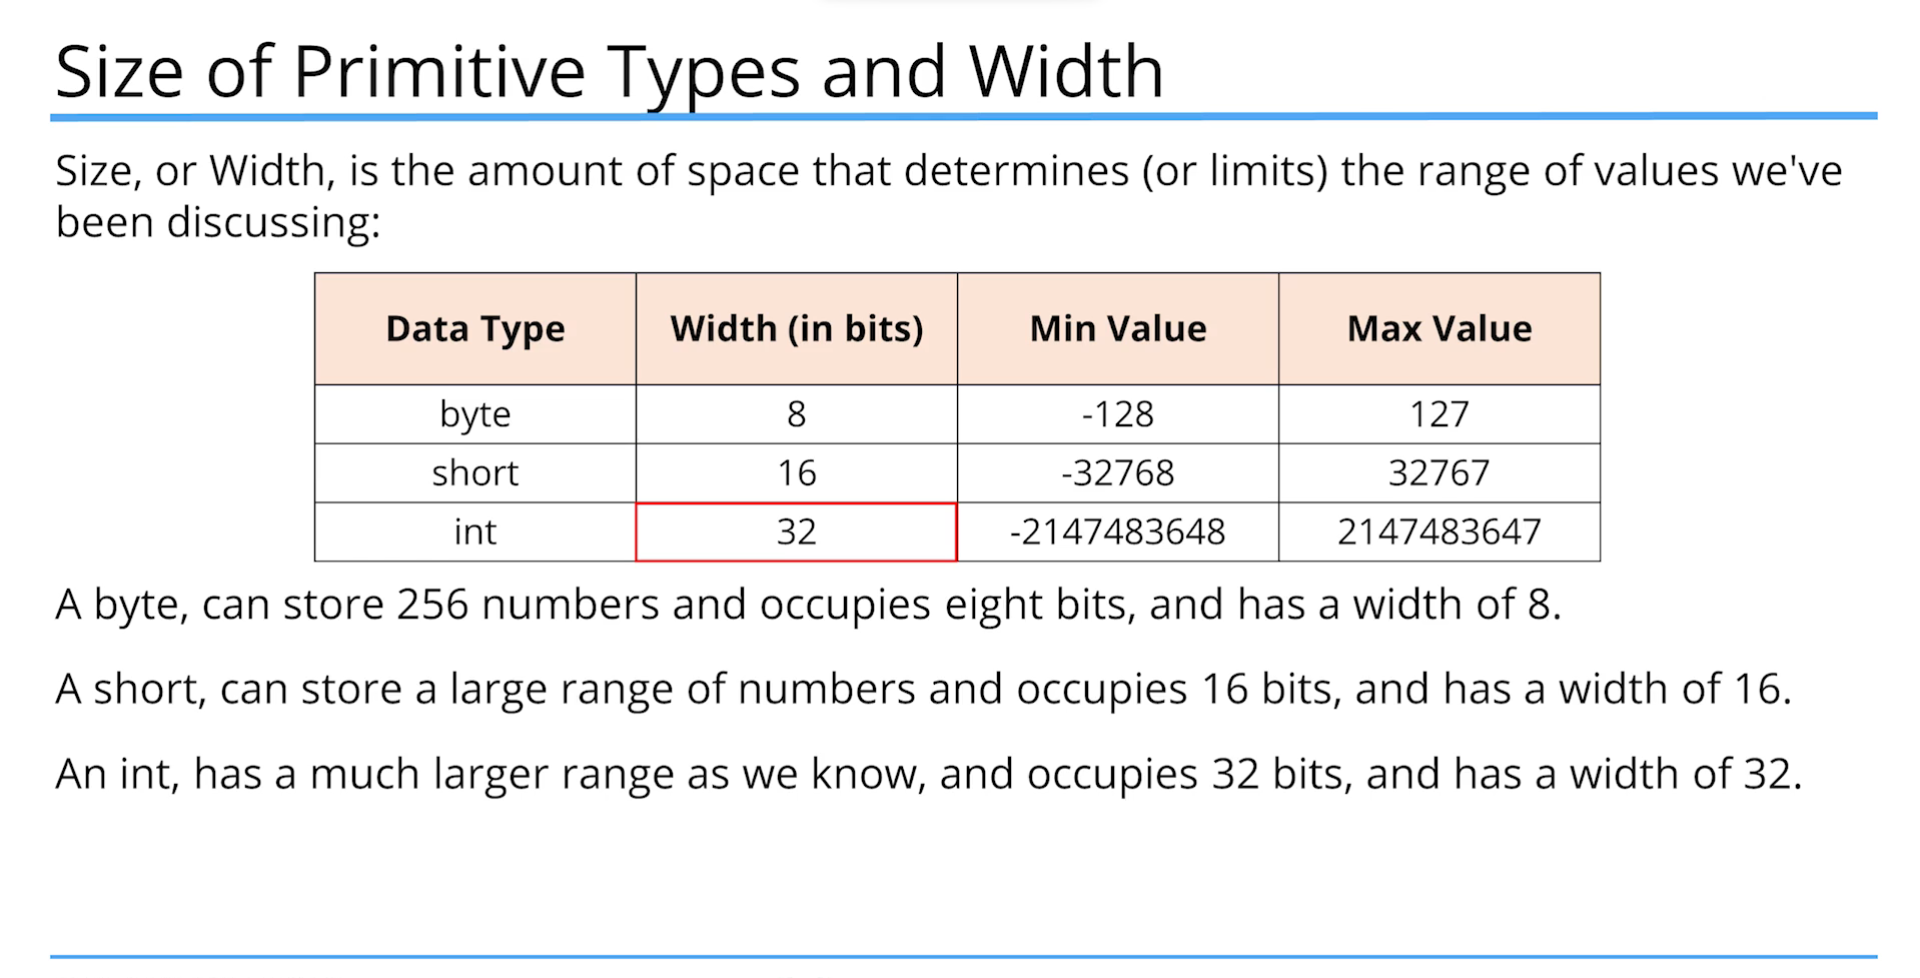 Size of Primitive Types and Width
Size, or Width, is the amount of space that determines (or limits) the range of values we've
been discussing:
Data Type Width (in bits) Min Value Max Value
byte 8 -128 127
short 16 -32768 32767
int 32 -2147483648 2147483647
A byte, can store 256 numbers and occupies eight bits, and has a width of 8.
A short, can store a large range of numbers and occupies 16 bits, and has a width of 16.
An int, has a much larger range as we know, and occupies 32 bits, and has a width of 32.